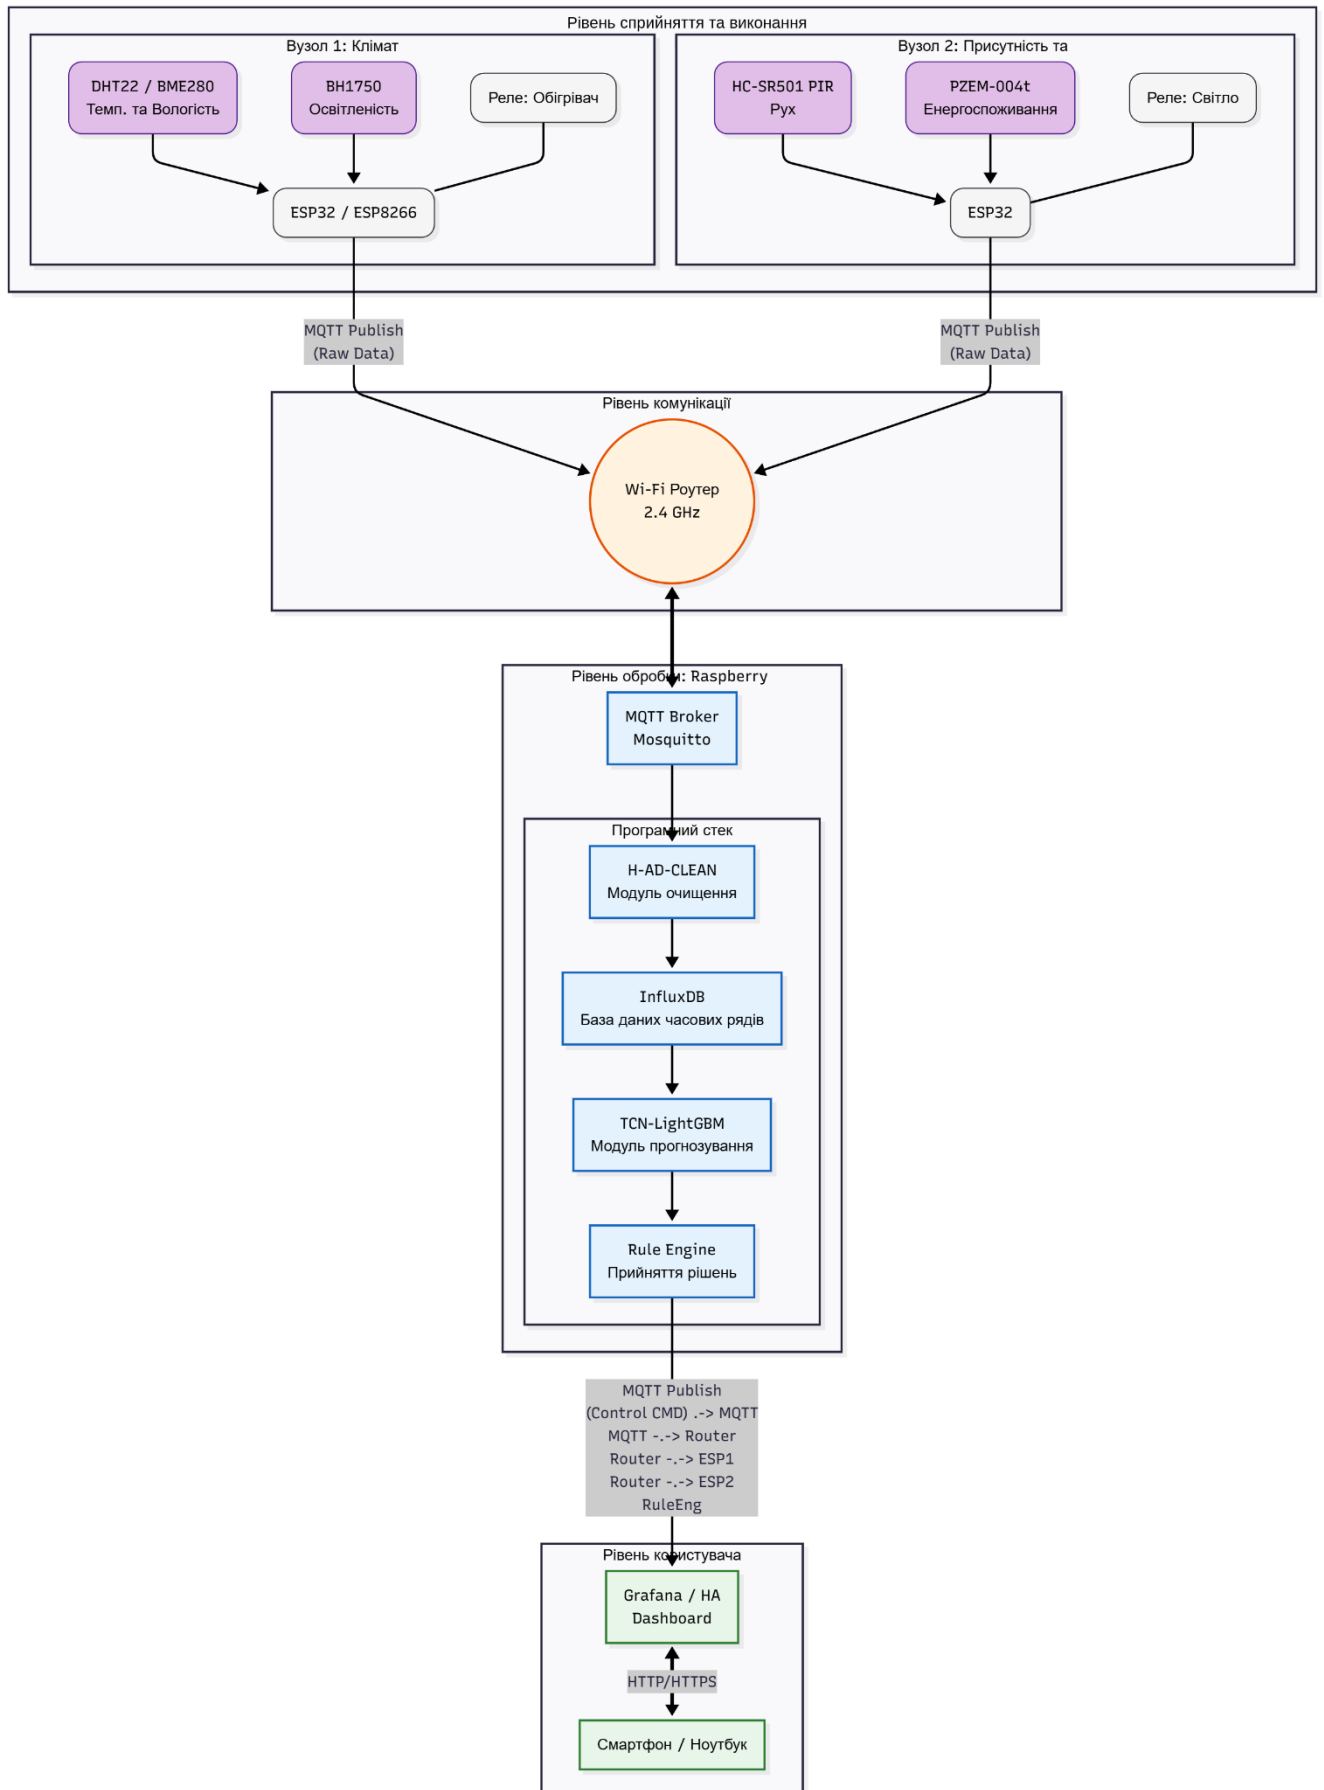 Рівень сприйняття та виконання
Вузол 1: Клімат
DHT22 / BME280
Темп. та Вологість
BH1750
Освітленість
Реле: Обігрівач
ESP32 / ESP8266
Вузол 2: Присутність та
HC-SR501 PIR
Рух
PZEM-004t
Енергоспоживання
Реле: Світло
ESP32
MQTT Publish
(Raw Data)
MQTT Publish
(Raw Data)
Рівень комунікації
Wi-Fi Роутер
2.4 GHz
Рівень обробки: Raspberry
MQTT Broker
Mosquitto
Програмний стек
H-AD-CLEAN
Модуль очищення
InfluxDB
База даних часових рядів
TCN-LightGBM
Модуль прогнозування
Rule Engine
Прийняття рішень
MQTT Publish
(Control CMD) .-> MQTT
MQTT -.-> Router
Router -.-> ESP1
Router -.-> ESP2
RuleEng
Рівень користувача
Grafana / HA
Dashboard
HTTP/HTTPS
Смартфон / Ноутбук